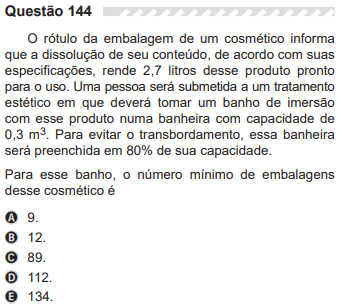 Questão 144
O rótulo da embalagem de um cosmético informa
que a dissolução de seu conteúdo, de acordo com suas
especificações, rende 2,7 litros desse produto pronto
para o uso. Uma pessoa será submetida a um tratamento
estético em que deverá tomar um banho de imersão
com esse produto numa banheira com capacidade de
0,3 m³. Para evitar o transbordamento, essa banheira
será preenchida em 80% de sua capacidade.
Para esse banho, o número mínimo de embalagens
desse cosmético é
A 9.
B 12.
C 89.
D 112.
E 134.